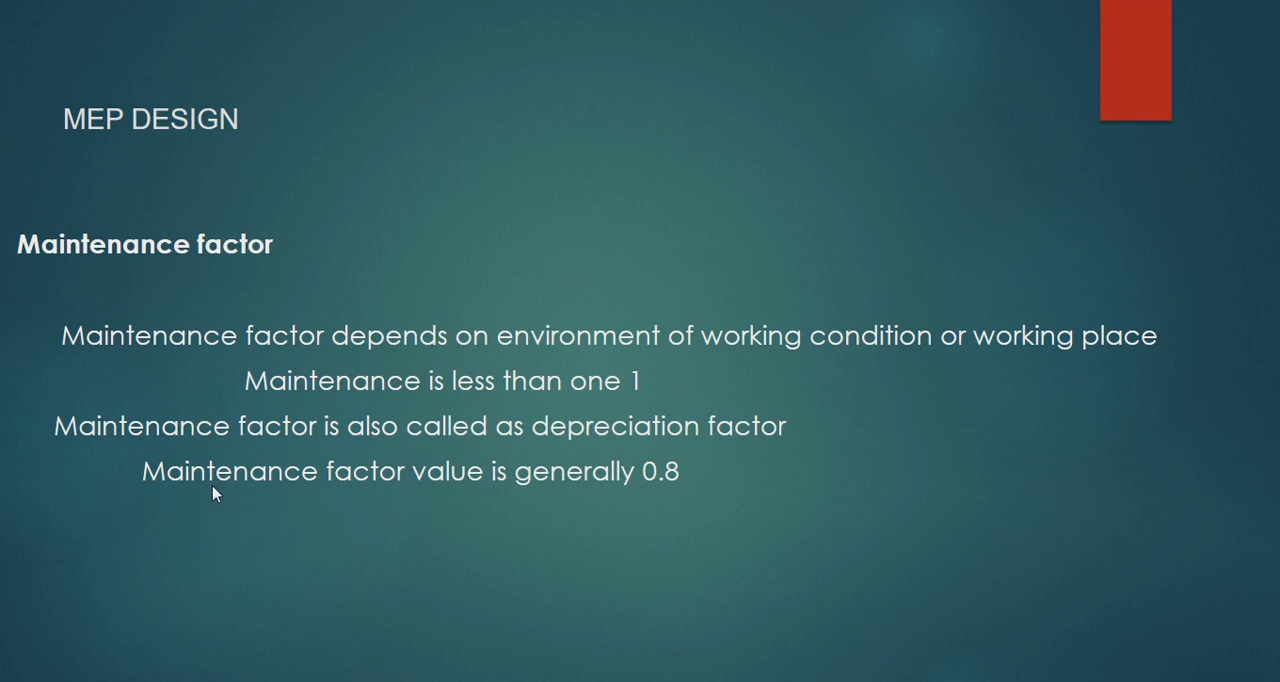 MEP DESIGN
Maintenance factor
Maintenance factor depends on environment of working condition or working place
Maintenance is less than one 1
Maintenance factor is also called as depreciation factor
Maintenance factor value is generally 0.8